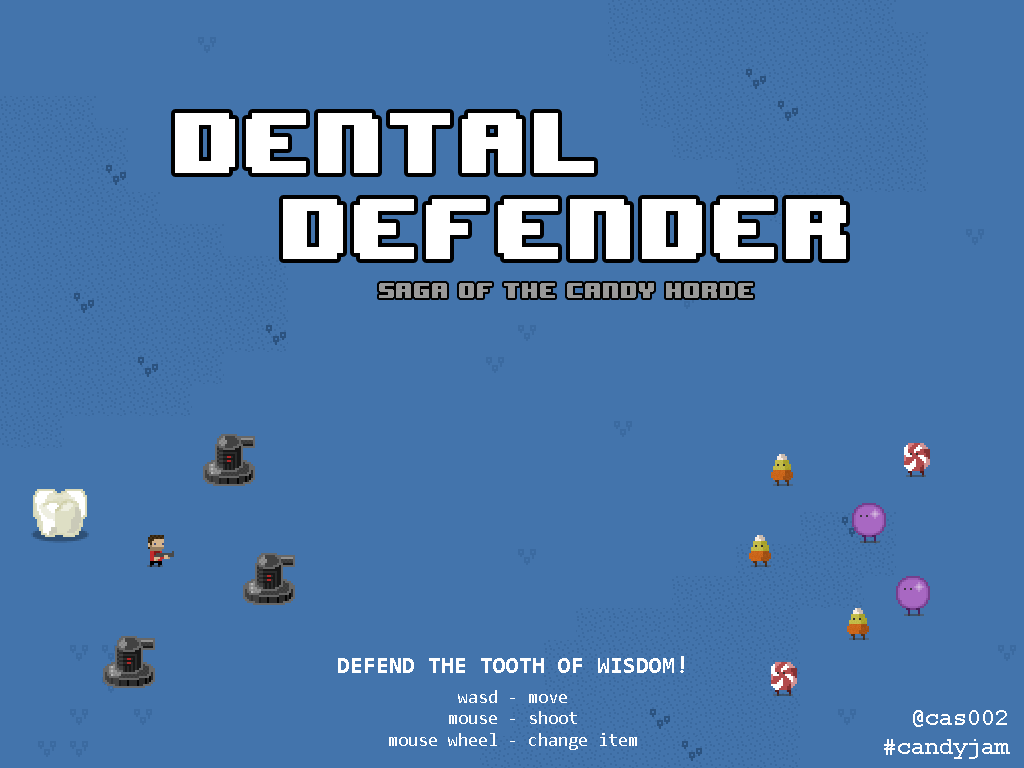 DENTAL
DEFENDER
SAGA OF THE CANDY HORDE
DEFEND THE TOOTH OF WISDOM!
wasd - move
mouse - shoot
mouse wheel - change item
@cas002
#candyjam